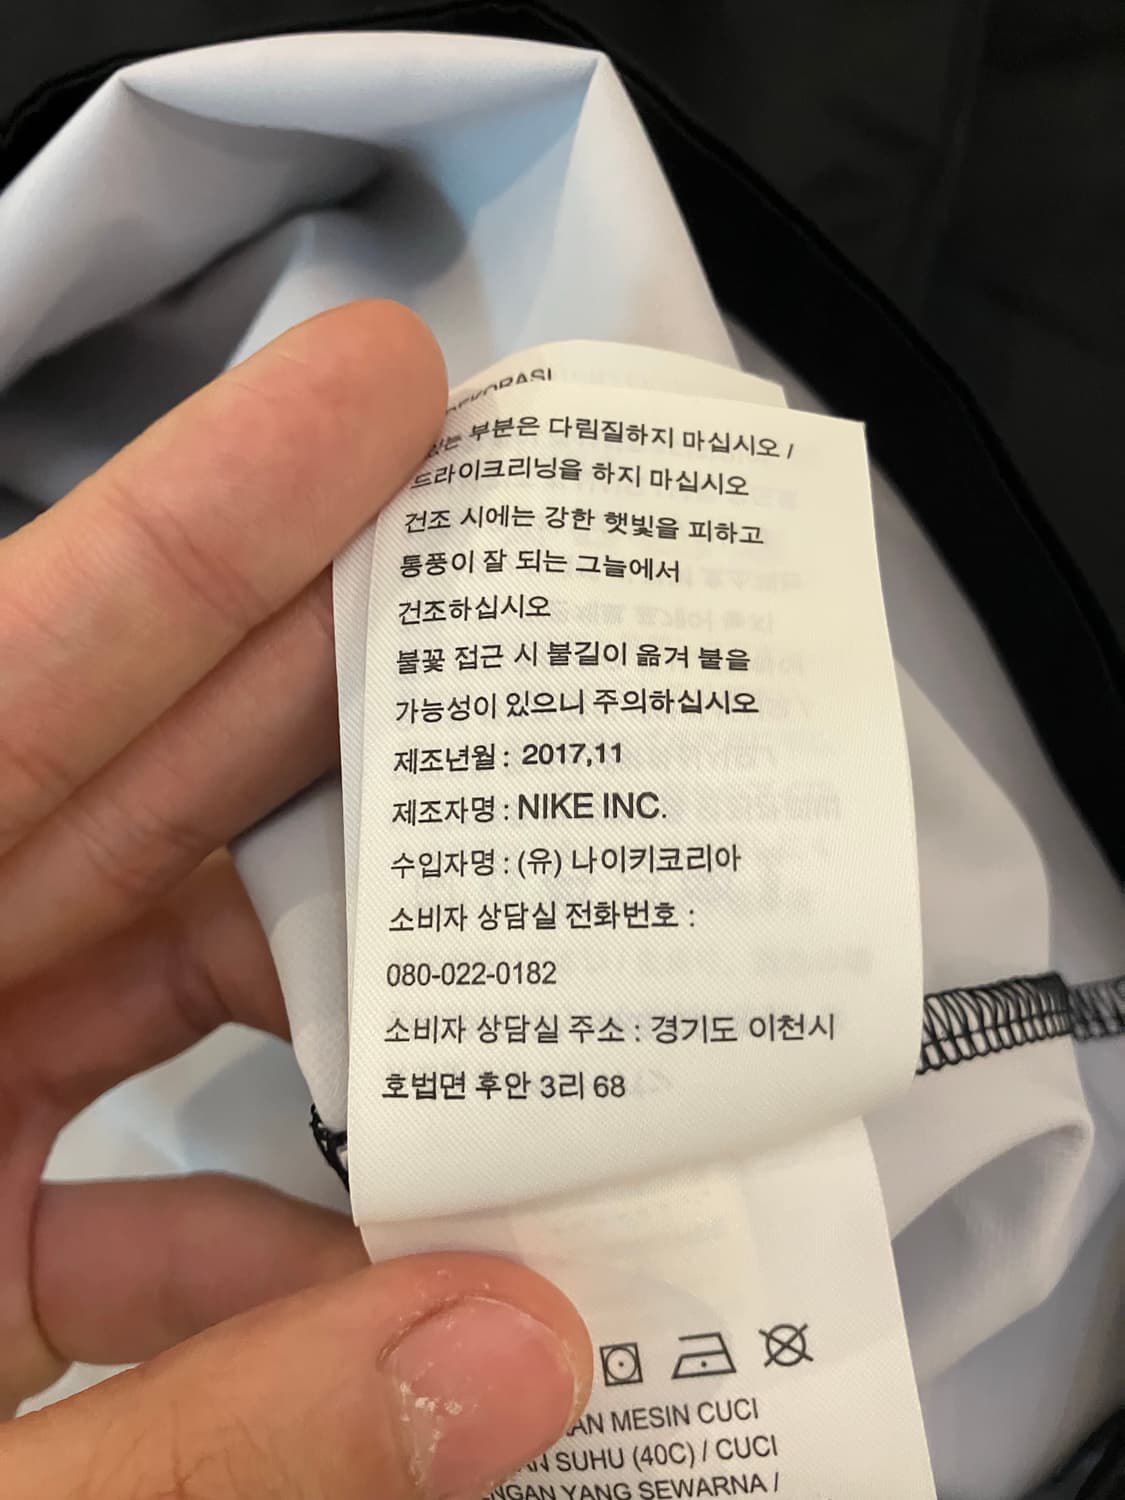 DEKORASI
있는 부분은 다림질하지 마십시오 /
드라이크리닝을 하지 마십시오
건조 시에는 강한 햇빛을 피하고
통풍이 잘 되는 그늘에서
건조하십시오
불꽃 접근 시 불길이 옮겨 붙을
가능성이 있으니 주의하십시오
제조년월 : 2017,11
제조자명 : NIKE INC.
수입자명 : (유) 나이키코리아
소비자 상담실 전화번호 :
080-022-0182
소비자 상담실 주소 : 경기도 이천시
호법면 후안 3리 68
MESIN CUCI
SUHU (40C) / CUCI
YANG SEWARNA /